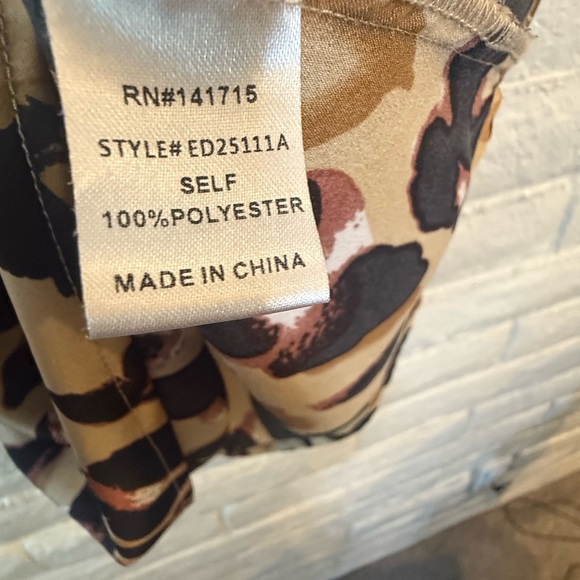 RN#141715
STYLE# ED25111A
SELF
100%POLYESTER
MADE IN CHINA